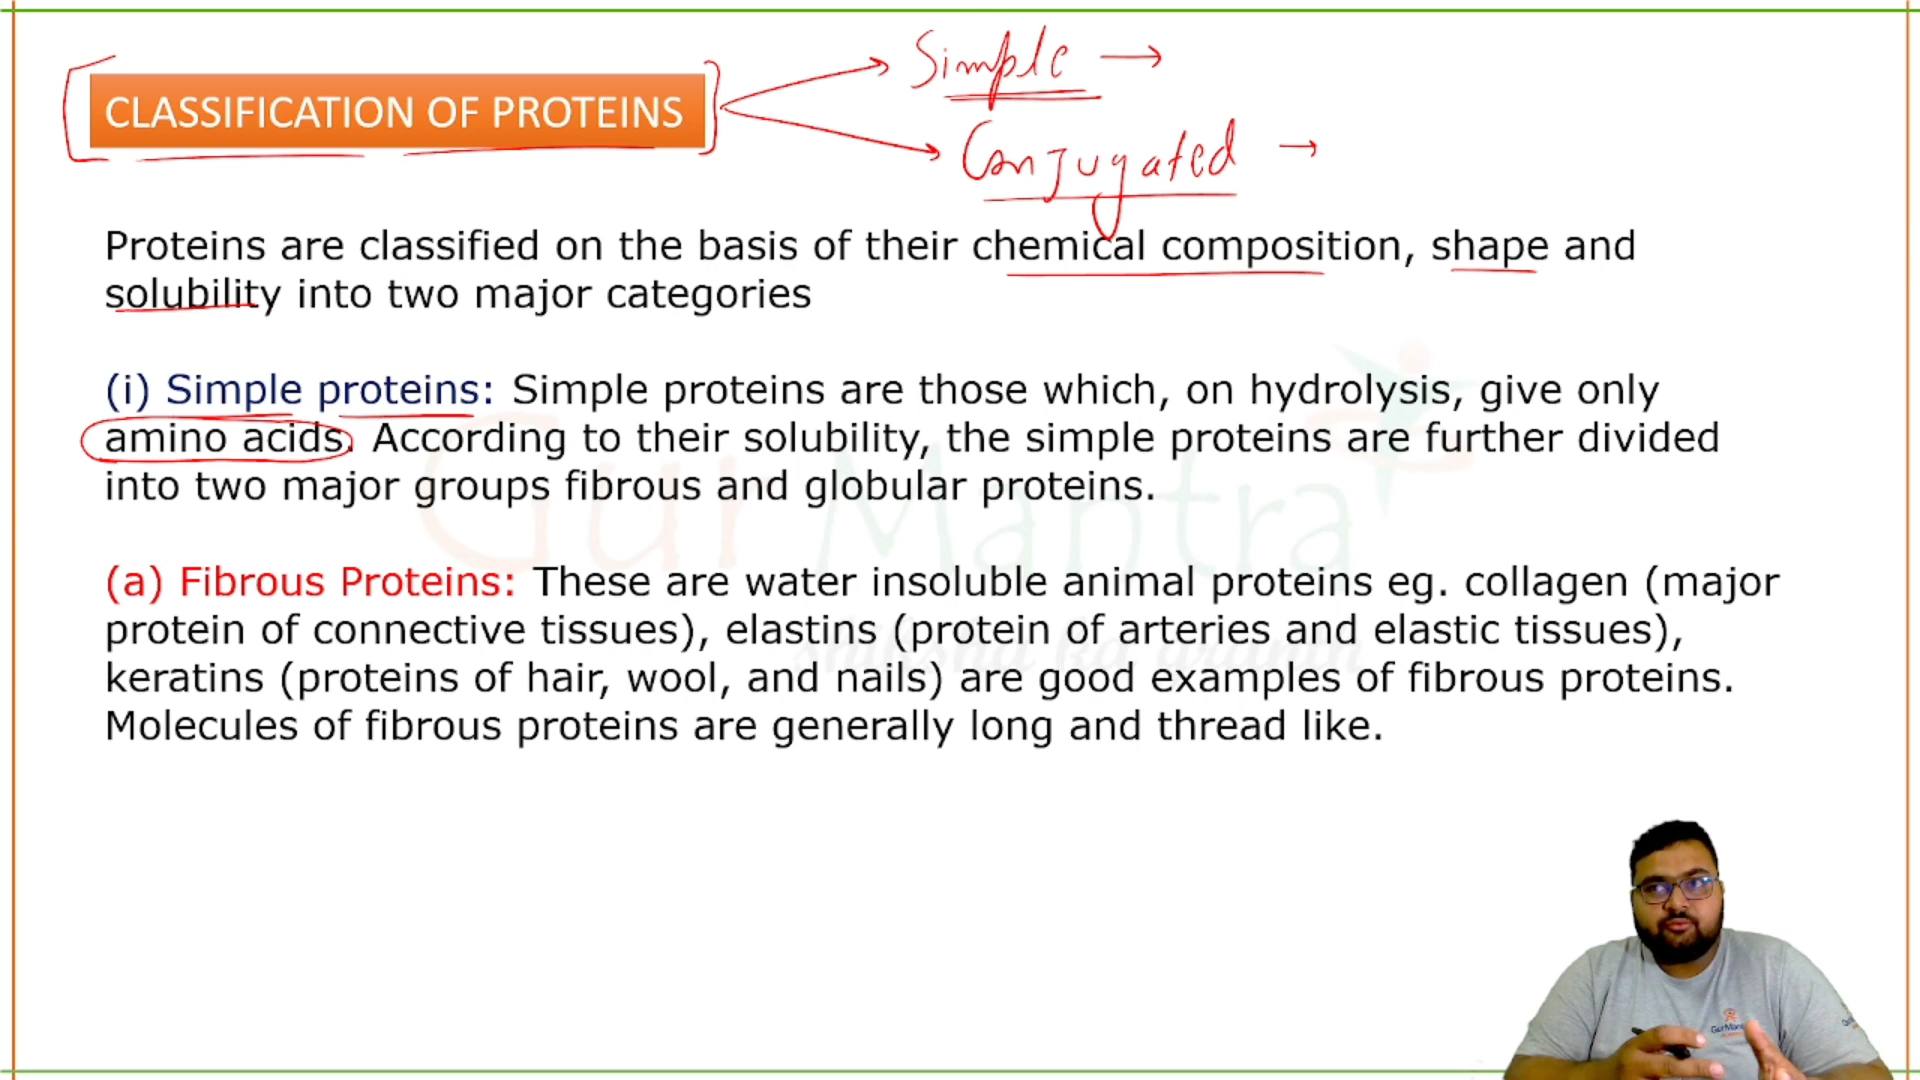 Simple →
CLASSIFICATION OF PROTEINS
Conjugated →
Proteins are classified on the basis of their chemical composition, shape and
solubility into two major categories
(i) Simple proteins: Simple proteins are those which, on hydrolysis, give only
amino acids. According to their solubility, the simple proteins are further divided
into two major groups fibrous and globular proteins.
Gur Mantra
(a) Fibrous Proteins: These are water insoluble animal proteins eg. collagen (major
protein of connective tissues), elastins (protein of arteries and elastic tissues),
keratins (proteins of hair, wool, and nails) are good examples of fibrous proteins.
Molecules of fibrous proteins are generally long and thread like.